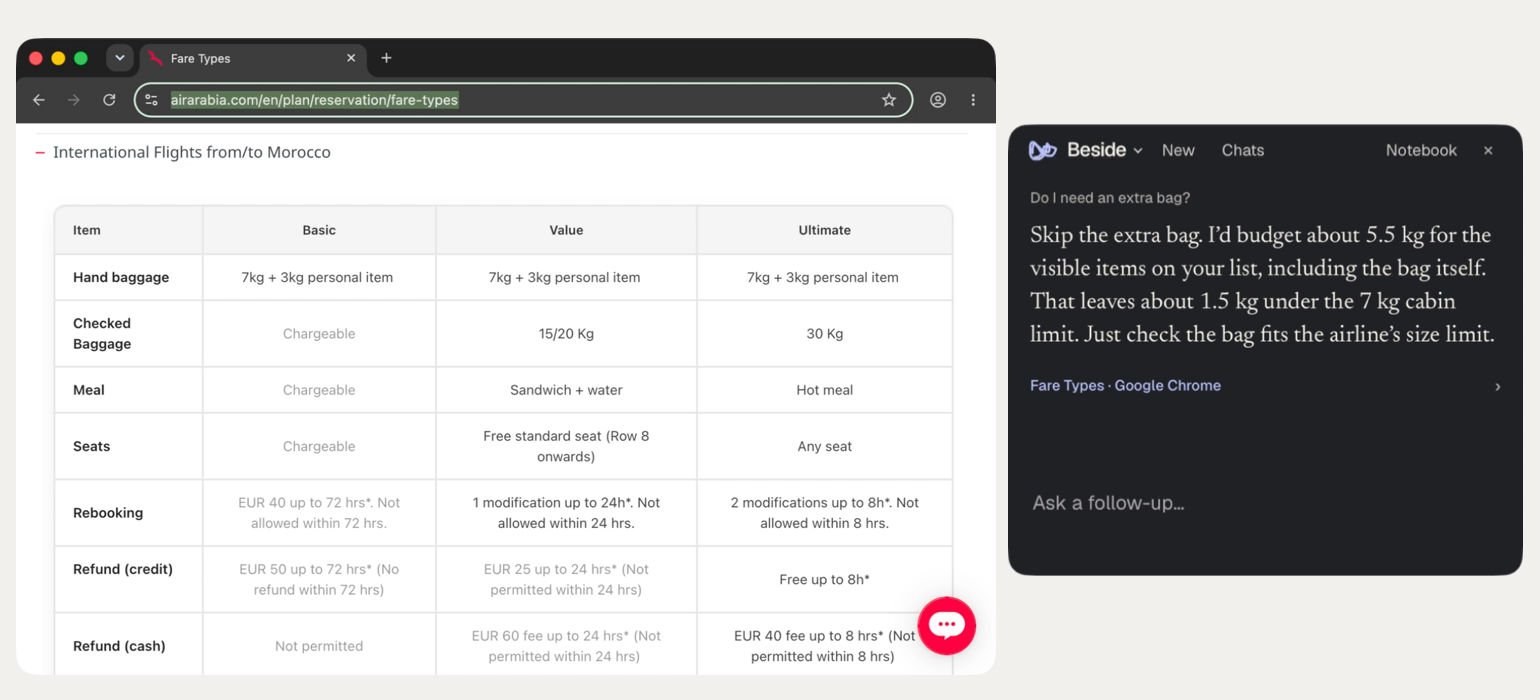 Fare Types
airarabia.com/en/plan/reservation/fare-types
International Flights from/to Morocco
Item Basic Value Ultimate
Hand baggage 7kg + 3kg personal item 7kg + 3kg personal item 7kg + 3kg personal item
Checked
Baggage
Chargeable 15/20 Kg 30 Kg
Meal Chargeable Sandwich + water Hot meal
Seats Chargeable
Free standard seat (Row 8
onwards)
Any seat
Rebooking
EUR 40 up to 72 hrs*. Not
allowed within 72 hrs.
1 modification up to 24h*. Not
allowed within 24 hrs.
2 modifications up to 8h*. Not
allowed within 8 hrs.
Refund (credit)
EUR 50 up to 72 hrs* (No
refund within 72 hrs)
EUR 25 up to 24 hrs* (Not
permitted within 24 hrs)
Free up to 8h*
Refund (cash)
Not permitted
EUR 60 fee up to 24 hrs* (Not
permitted within 24 hrs)
EUR 40 fee up to 8 hrs* (Not
permitted within 8 hrs)
Beside New Chats Notebook
Do I need an extra bag?
Skip the extra bag. I’d budget about 5.5 kg for the
visible items on your list, including the bag itself.
That leaves about 1.5 kg under the 7 kg cabin
limit. Just check the bag fits the airline’s size limit.
Fare Types · Google Chrome
Ask a follow-up…